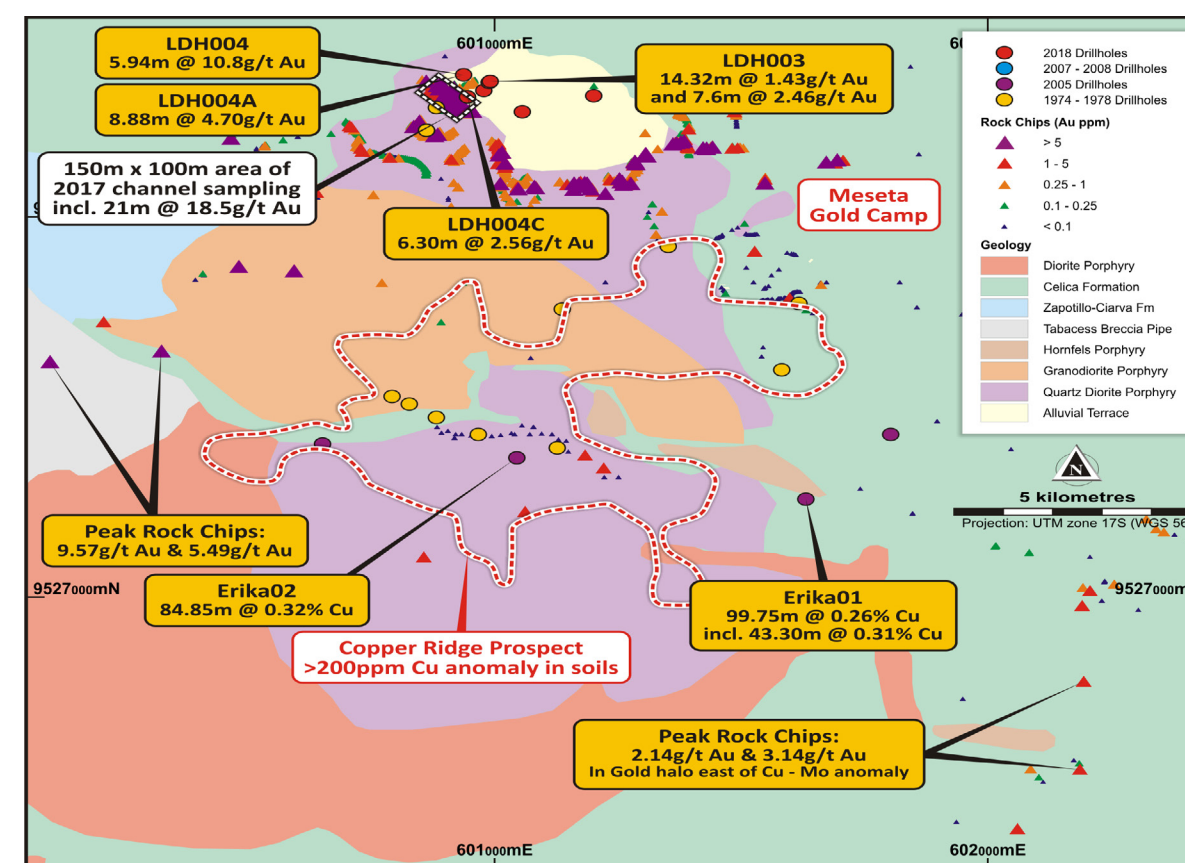 601000mE
60
LDH004
5.94m @ 10.8g/t Au
LDH004A
8.88m @ 4.70g/t Au
LDH003
14.32m @ 1.43g/t Au
and 7.6m @ 2.46g/t Au
150m x 100m area of
2017 channel sampling
incl. 21m @ 18.5g/t Au
LDH004C
6.30m @ 2.56g/t Au
Meseta
Gold Camp
2018 Drillholes
2007 - 2008 Drillholes
2005 Drillholes
1974 - 1978 Drillholes
Rock Chips (Au ppm)
> 5
1 - 5
0.25 - 1
0.1 - 0.25
< 0.1
Geology
Diorite Porphyry
Celica Formation
Zapotillo-Ciarva Fm
Tabacess Breccia Pipe
Hornfels Porphyry
Granodiorite Porphyry
Quartz Diorite Porphyry
Alluvial Terrace
N
5 kilometres
Projection: UTM zone 17S (WGS 56
Peak Rock Chips:
9.57g/t Au & 5.49g/t Au
Erika02
84.85m @ 0.32% Cu
Erika01
99.75m @ 0.26% Cu
incl. 43.30m @ 0.31% Cu
9527000mN
9527000m
Copper Ridge Prospect
>200ppm Cu anomaly in soils
Peak Rock Chips:
2.14g/t Au & 3.14g/t Au
In Gold halo east of Cu - Mo anomaly
601000mE
602000mE